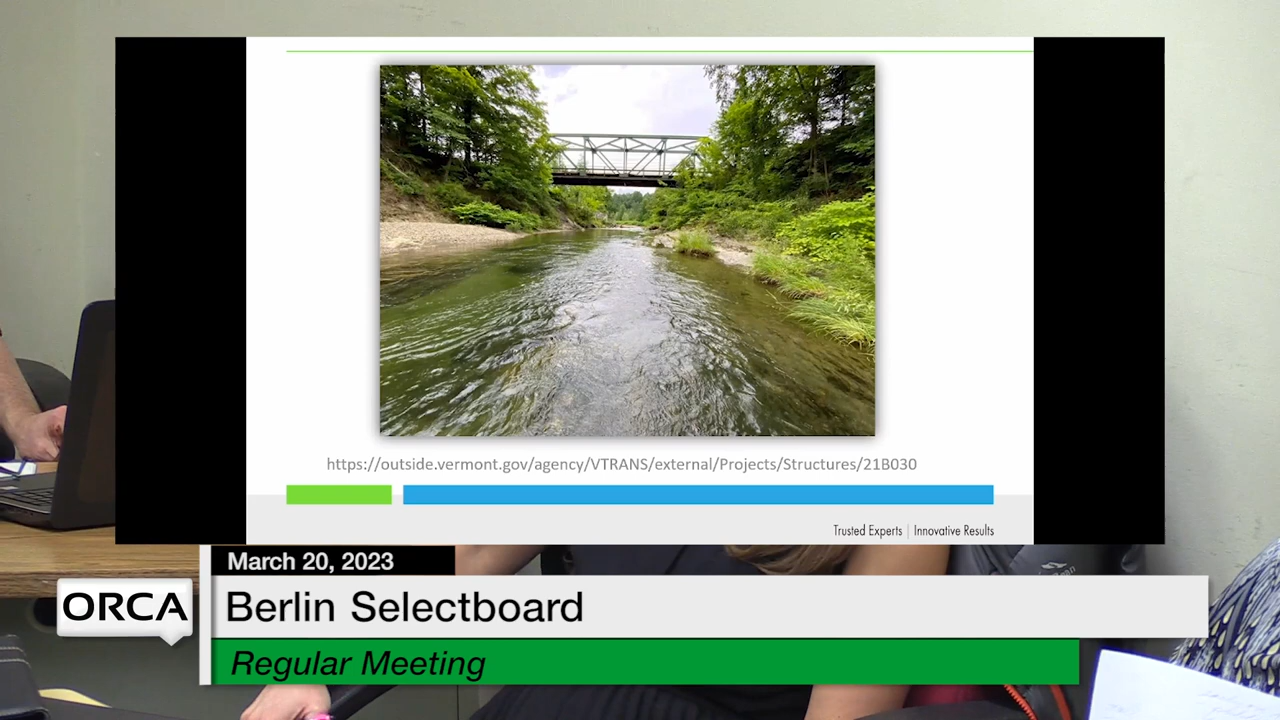 https://outside.vermont.gov/agency/VTRANS/external/Projects/Structures/21B030
Trusted Experts | Innovative Results
March 20, 2023
ORCA
Berlin Selectboard
Regular Meeting